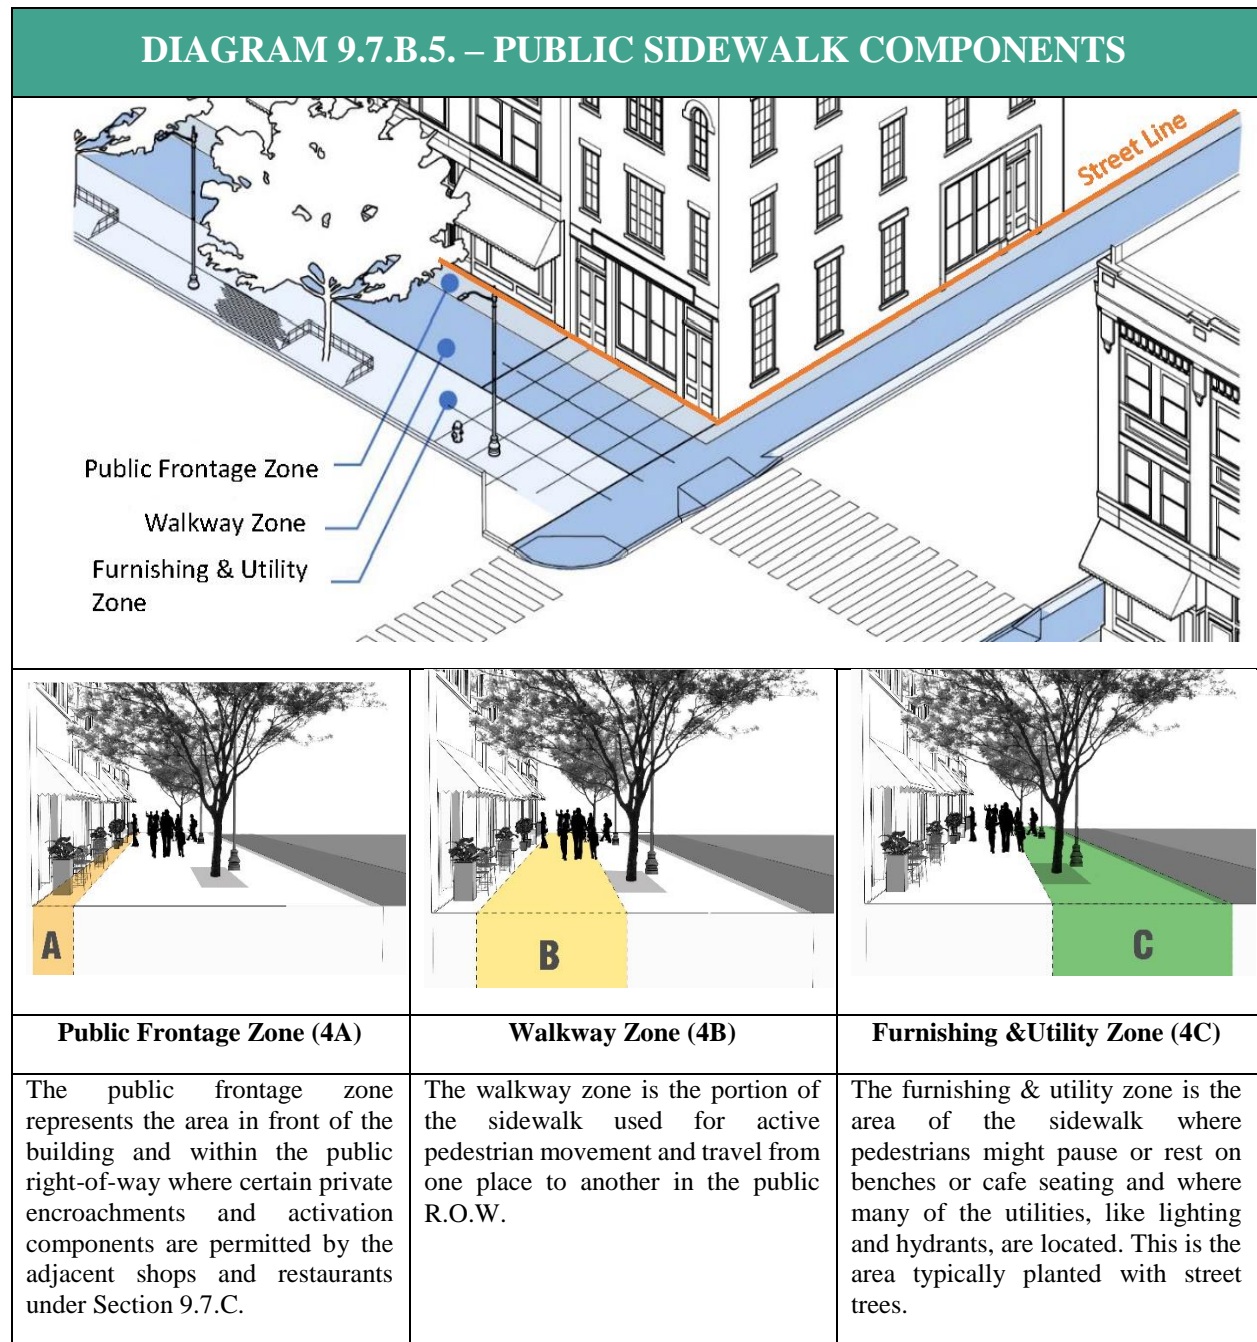 DIAGRAM 9.7.B.5. – PUBLIC SIDEWALK COMPONENTS
Street Line
Public Frontage Zone
Walkway Zone
Furnishing & Utility
Zone
A
B
C
Public Frontage Zone (4A)
Walkway Zone (4B)
Furnishing &Utility Zone (4C)
The public frontage zone
represents the area in front of the
building and within the public
right-of-way where certain private
encroachments and activation
components are permitted by the
adjacent shops and restaurants
under Section 9.7.C.
The walkway zone is the portion of
the sidewalk used for active
pedestrian movement and travel from
one place to another in the public
R.O.W.
The furnishing & utility zone is the
area of the sidewalk where
pedestrians might pause or rest on
benches or cafe seating and where
many of the utilities, like lighting
and hydrants, are located. This is the
area typically planted with street
trees.